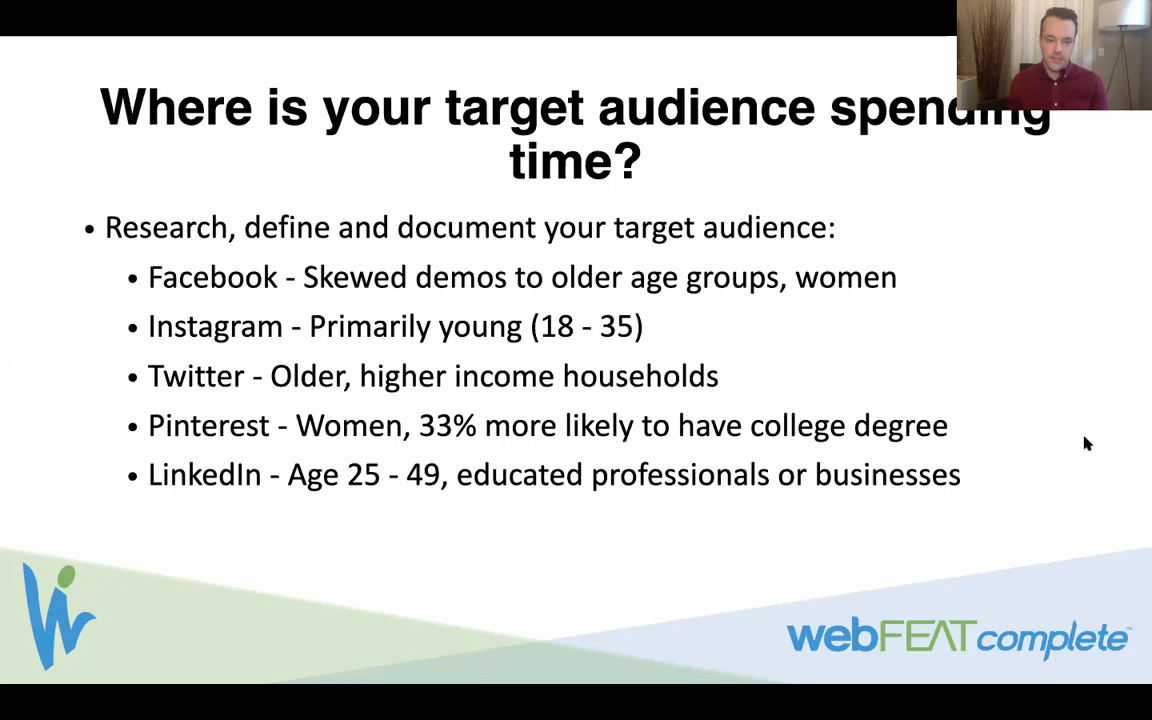 Where is your target audience spending
time?
• Research, define and document your target audience:
• Facebook - Skewed demos to older age groups, women
• Instagram - Primarily young (18 - 35)
• Twitter - Older, higher income households
• Pinterest - Women, 33% more likely to have college degree
• LinkedIn - Age 25 - 49, educated professionals or businesses
webFEAT complete™